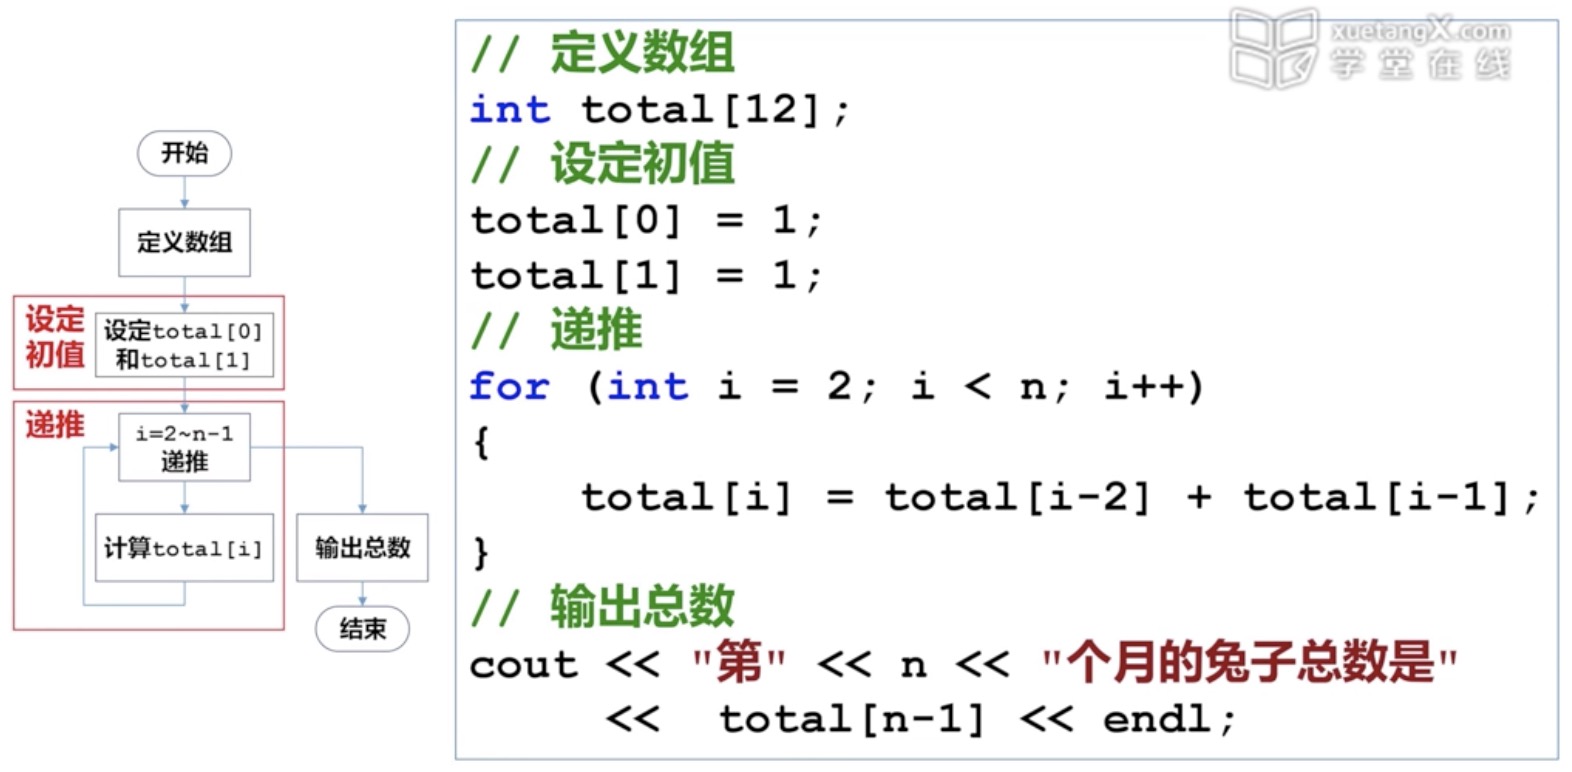 开始
定义数组
设定
初值
设定total[0]
和total[1]
递推
i=2~n-1
递推
计算total[i]
输出总数
结束
// 定义数组
int total[12];
// 设定初值
total[0] = 1;
total[1] = 1;
// 递推
for (int i = 2; i < n; i++)
{
    total[i] = total[i-2] + total[i-1];
}
// 输出总数
cout << "第" << n << "个月的兔子总数是"
     <<  total[n-1] << endl;
xuetangX.com
学堂在线